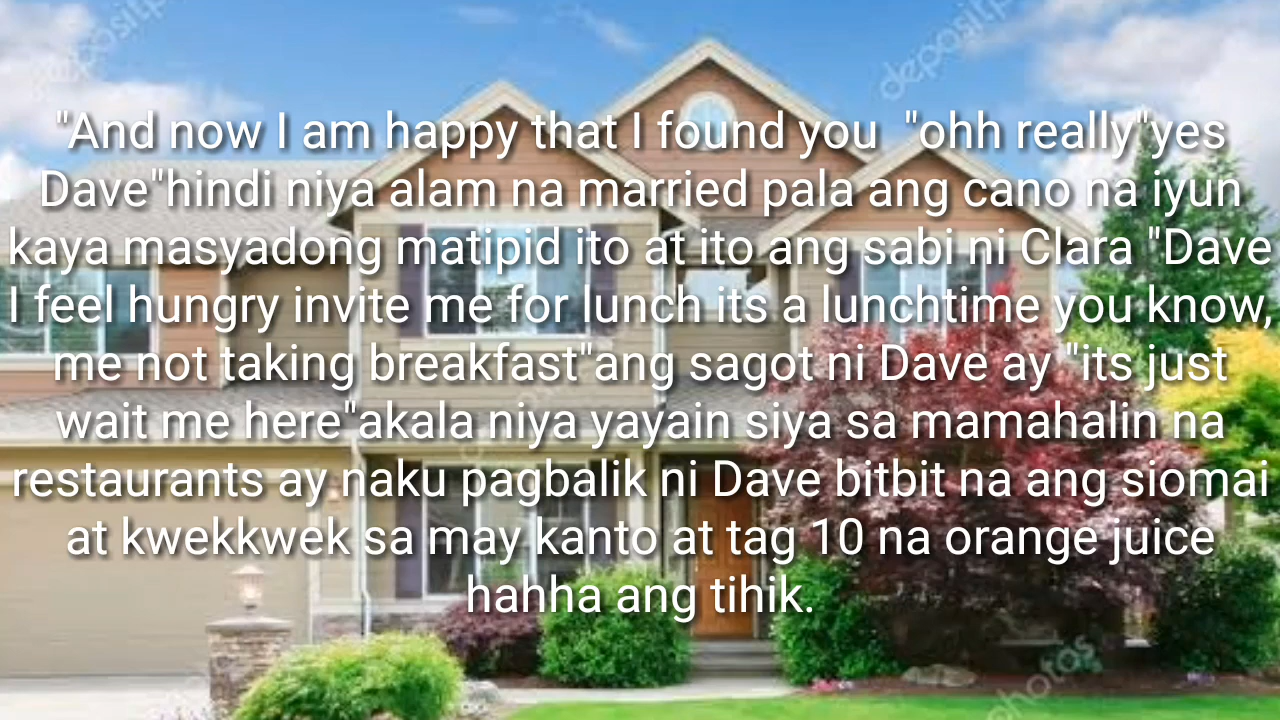 depositphotos
depositp
"And now I am happy that I found you  "ohh really"yes
Dave"hindi niya alam na married pala ang cano na iyun
kaya masyadong matipid ito at ito ang sabi ni Clara "Dave
I feel hungry invite me for lunch its a lunchtime you know,
me not taking breakfast"ang sagot ni Dave ay "its just
wait me here"akala niya yayain siya sa mamahalin na
restaurants ay naku pagbalik ni Dave bitbit na ang siomai
at kwekkwek sa may kanto at tag 10 na orange juice
hahha ang tihik.
photos